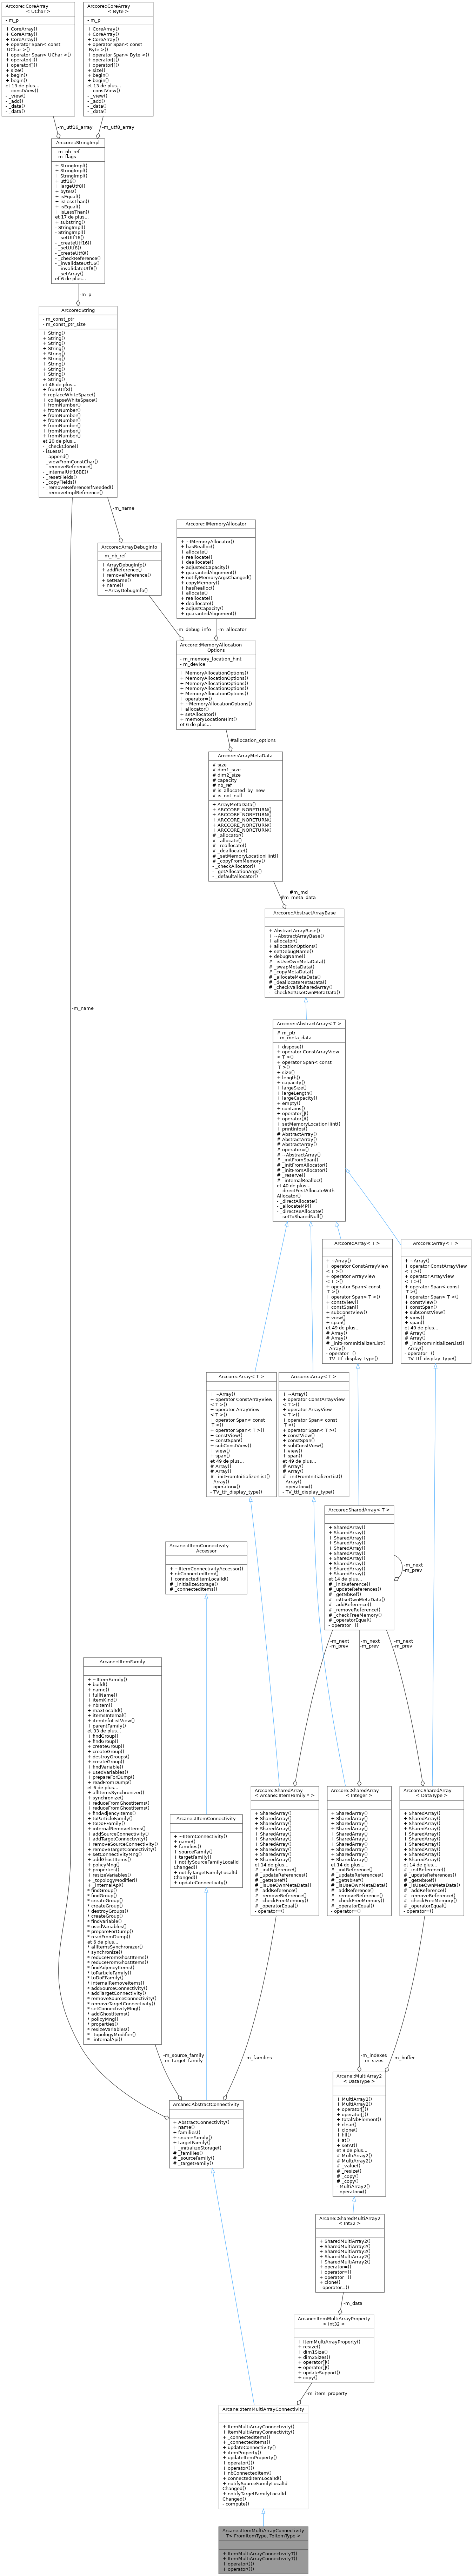 Arccore::CoreArray
< UChar >
- m_p
+ CoreArray()
+ CoreArray()
+ CoreArray()
+ operator Span< const
UChar >()
+ operator Span< UChar >()
+ operator[]()
+ operator[]()
+ size()
+ begin()
+ begin()
et 13 de plus...
- _constView()
- _view()
- _add()
- _data()
- _data()
Arccore::CoreArray
< Byte >
- m_p
+ CoreArray()
+ CoreArray()
+ CoreArray()
+ operator Span< const
Byte >()
+ operator Span< Byte >()
+ operator[]()
+ operator[]()
+ size()
+ begin()
+ begin()
et 13 de plus...
- _constView()
- _view()
- _add()
- _data()
- _data()
-m_utf16_array
-m_utf8_array
Arccore::StringImpl
- m_nb_ref
- m_flags
+ StringImpl()
+ StringImpl()
+ StringImpl()
+ utf16()
+ largeUtf8()
+ bytes()
+ isEqual()
+ isLessThan()
+ isEqual()
+ isLessThan()
et 17 de plus...
+ substring()
- StringImpl()
- StringImpl()
- _setUtf16()
- _createUtf16()
- _setUtf8()
- _createUtf8()
- _checkReference()
- _invalidateUtf16()
- _invalidateUtf8()
- _setArray()
et 6 de plus...
-m_p
Arccore::String
- m_const_ptr
- m_const_ptr_size
+ String()
+ String()
+ String()
+ String()
+ String()
+ String()
+ String()
+ String()
+ String()
+ String()
et 46 de plus...
+ fromUtf8()
+ replaceWhiteSpace()
+ collapseWhiteSpace()
+ fromNumber()
+ fromNumber()
+ fromNumber()
+ fromNumber()
+ fromNumber()
+ fromNumber()
+ fromNumber()
et 20 de plus...
- _checkClone()
- isLess()
- _append()
- _viewFromConstChar()
- _removeReference()
- _internalUtf16BE()
- _resetFields()
- _copyFields()
- _removeReferenceIfNeeded()
- _removeImplReference()
-m_name
Arccore::ArrayDebugInfo
- m_nb_ref
+ ArrayDebugInfo()
+ addReference()
+ removeReference()
+ setName()
+ name()
- ~ArrayDebugInfo()
Arccore::IMemoryAllocator
+ ~IMemoryAllocator()
+ hasRealloc()
+ allocate()
+ reallocate()
+ deallocate()
+ adjustedCapacity()
+ guarantedAlignment()
+ notifyMemoryArgsChanged()
+ copyMemory()
+ hasRealloc()
+ allocate()
+ reallocate()
+ deallocate()
+ adjustCapacity()
+ guarantedAlignment()
-m_debug_info
-m_allocator
Arccore::MemoryAllocation
Options
- m_memory_location_hint
- m_device
+ MemoryAllocationOptions()
+ MemoryAllocationOptions()
+ MemoryAllocationOptions()
+ MemoryAllocationOptions()
+ MemoryAllocationOptions()
+ operator=()
+ ~MemoryAllocationOptions()
+ allocator()
+ setAllocator()
+ memoryLocationHint()
et 6 de plus...
#allocation_options
Arccore::ArrayMetaData
# size
# dim1_size
# dim2_size
# capacity
# nb_ref
# is_allocated_by_new
# is_not_null
+ ArrayMetaData()
+ ARCCORE_NORETURN()
+ ARCCORE_NORETURN()
+ ARCCORE_NORETURN()
+ ARCCORE_NORETURN()
+ ARCCORE_NORETURN()
# _allocator()
# _allocate()
# _reallocate()
# _deallocate()
# _setMemoryLocationHint()
# _copyFromMemory()
- _checkAllocator()
- _getAllocationArgs()
- _defaultAllocator()
#m_md
#m_meta_data
Arccore::AbstractArrayBase
+ AbstractArrayBase()
+ ~AbstractArrayBase()
+ allocator()
+ allocationOptions()
+ setDebugName()
+ debugName()
# _isUseOwnMetaData()
# _swapMetaData()
# _copyMetaData()
# _allocateMetaData()
# _deallocateMetaData()
# _checkValidSharedArray()
- _checkSetUseOwnMetaData()
-m_name
Arccore::AbstractArray< T >
# m_ptr
- m_meta_data
+ dispose()
+ operator ConstArrayView
< T >()
+ operator Span< const
T >()
+ size()
+ length()
+ capacity()
+ largeSize()
+ largeLength()
+ largeCapacity()
+ empty()
+ contains()
+ operator[]()
+ operator()()
+ setMemoryLocationHint()
+ printInfos()
# AbstractArray()
# AbstractArray()
# AbstractArray()
# operator=()
# ~AbstractArray()
# _initFromSpan()
# _initFromAllocator()
# _initFromAllocator()
# _reserve()
# _internalRealloc()
et 40 de plus...
- _directFirstAllocateWith
Allocator()
- _directAllocate()
- _allocateMP()
- _directReAllocate()
- _setToSharedNull()
Arccore::Array< T >
+ ~Array()
+ operator ConstArrayView
< T >()
+ operator ArrayView
< T >()
+ operator Span< const
T >()
+ operator Span< T >()
+ constView()
+ constSpan()
+ subConstView()
+ view()
+ span()
et 49 de plus...
# Array()
# Array()
# _initFromInitializerList()
- Array()
- operator=()
- TV_ttf_display_type()
Arccore::Array< T >
+ ~Array()
+ operator ConstArrayView
< T >()
+ operator ArrayView
< T >()
+ operator Span< const
T >()
+ operator Span< T >()
+ constView()
+ constSpan()
+ subConstView()
+ view()
+ span()
et 49 de plus...
# Array()
# Array()
# _initFromInitializerList()
- Array()
- operator=()
- TV_ttf_display_type()
Arccore::Array< T >
+ ~Array()
+ operator ConstArrayView
< T >()
+ operator ArrayView
< T >()
+ operator Span< const
T >()
+ operator Span< T >()
+ constView()
+ constSpan()
+ subConstView()
+ view()
+ span()
et 49 de plus...
# Array()
# Array()
# _initFromInitializerList()
- Array()
- operator=()
- TV_ttf_display_type()
Arccore::Array< T >
+ ~Array()
+ operator ConstArrayView
< T >()
+ operator ArrayView
< T >()
+ operator Span< const
T >()
+ operator Span< T >()
+ constView()
+ constSpan()
+ subConstView()
+ view()
+ span()
et 49 de plus...
# Array()
# Array()
# _initFromInitializerList()
- Array()
- operator=()
- TV_ttf_display_type()
Arccore::SharedArray< T >
+ SharedArray()
+ SharedArray()
+ SharedArray()
+ SharedArray()
+ SharedArray()
+ SharedArray()
+ SharedArray()
+ SharedArray()
+ SharedArray()
+ SharedArray()
et 14 de plus...
# _initReference()
# _updateReferences()
# _getNbRef()
# _isUseOwnMetaData()
# _addReference()
# _removeReference()
# _checkFreeMemory()
# _operatorEqual()
- operator=()
-m_next
-m_prev
Arcane::IItemConnectivity
Accessor
+ ~IItemConnectivityAccessor()
+ nbConnectedItem()
+ connectedItemLocalId()
# _initializeStorage()
# _connectedItems()
-m_next
-m_prev
-m_next
-m_prev
-m_next
-m_prev
Arcane::IItemFamily
+ ~IItemFamily()
+ build()
+ name()
+ fullName()
+ itemKind()
+ nbItem()
+ maxLocalId()
+ itemsInternal()
+ itemInfoListView()
+ parentFamily()
et 33 de plus...
+ findGroup()
+ findGroup()
+ createGroup()
+ createGroup()
+ destroyGroups()
+ createGroup()
+ findVariable()
+ usedVariables()
+ prepareForDump()
+ readFromDump()
et 6 de plus...
* allItemsSynchronizer()
* synchronize()
* reduceFromGhostItems()
* reduceFromGhostItems()
* findAdjencyItems()
* toParticleFamily()
* toDoFFamily()
* internalRemoveItems()
* addSourceConnectivity()
* addTargetConnectivity()
* removeSourceConnectivity()
* removeTargetConnectivity()
* setConnectivityMng()
* addGhostItems()
* policyMng()
* properties()
* resizeVariables()
* _topologyModifier()
* _internalApi()
* findGroup()
* findGroup()
* createGroup()
* createGroup()
* destroyGroups()
* createGroup()
* findVariable()
* usedVariables()
* prepareForDump()
* readFromDump()
et 6 de plus...
* allItemsSynchronizer()
* synchronize()
* reduceFromGhostItems()
* reduceFromGhostItems()
* findAdjencyItems()
* toParticleFamily()
* toDoFFamily()
* internalRemoveItems()
* addSourceConnectivity()
* addTargetConnectivity()
* removeSourceConnectivity()
* removeTargetConnectivity()
* setConnectivityMng()
* addGhostItems()
* policyMng()
* properties()
* resizeVariables()
* _topologyModifier()
* _internalApi()
Arcane::IItemConnectivity
+ ~IItemConnectivity()
+ name()
+ families()
+ sourceFamily()
+ targetFamily()
+ notifySourceFamilyLocalId
Changed()
+ notifyTargetFamilyLocalId
Changed()
+ updateConnectivity()
Arccore::SharedArray
< Arcane::IItemFamily * >
+ SharedArray()
+ SharedArray()
+ SharedArray()
+ SharedArray()
+ SharedArray()
+ SharedArray()
+ SharedArray()
+ SharedArray()
+ SharedArray()
+ SharedArray()
et 14 de plus...
# _initReference()
# _updateReferences()
# _getNbRef()
# _isUseOwnMetaData()
# _addReference()
# _removeReference()
# _checkFreeMemory()
# _operatorEqual()
- operator=()
Arccore::SharedArray
< Integer >
+ SharedArray()
+ SharedArray()
+ SharedArray()
+ SharedArray()
+ SharedArray()
+ SharedArray()
+ SharedArray()
+ SharedArray()
+ SharedArray()
+ SharedArray()
et 14 de plus...
# _initReference()
# _updateReferences()
# _getNbRef()
# _isUseOwnMetaData()
# _addReference()
# _removeReference()
# _checkFreeMemory()
# _operatorEqual()
- operator=()
Arccore::SharedArray
< DataType >
+ SharedArray()
+ SharedArray()
+ SharedArray()
+ SharedArray()
+ SharedArray()
+ SharedArray()
+ SharedArray()
+ SharedArray()
+ SharedArray()
+ SharedArray()
et 14 de plus...
# _initReference()
# _updateReferences()
# _getNbRef()
# _isUseOwnMetaData()
# _addReference()
# _removeReference()
# _checkFreeMemory()
# _operatorEqual()
- operator=()
-m_source_family
-m_target_family
-m_families
-m_indexes
-m_sizes
-m_buffer
Arcane::AbstractConnectivity
+ AbstractConnectivity()
+ name()
+ families()
+ sourceFamily()
+ targetFamily()
+ _initializeStorage()
# _families()
# _sourceFamily()
# _targetFamily()
Arcane::MultiArray2
< DataType >
+ MultiArray2()
+ MultiArray2()
+ operator[]()
+ operator[]()
+ totalNbElement()
+ clear()
+ clone()
+ fill()
+ at()
+ setAt()
et 9 de plus...
# MultiArray2()
# MultiArray2()
# _value()
# _resize()
# _copy()
# _copy()
- MultiArray2()
- operator=()
Arcane::SharedMultiArray2
< Int32 >
+ SharedMultiArray2()
+ SharedMultiArray2()
+ SharedMultiArray2()
+ SharedMultiArray2()
+ SharedMultiArray2()
+ operator=()
+ operator=()
+ operator=()
+ clone()
- operator=()
-m_data
Arcane::ItemMultiArrayProperty
< Int32 >
+ ItemMultiArrayProperty()
+ resize()
+ dim1Size()
+ dim2Sizes()
+ operator[]()
+ operator[]()
+ updateSupport()
+ copy()
-m_item_property
Arcane::ItemMultiArrayConnectivity
+ ItemMultiArrayConnectivity()
+ ItemMultiArrayConnectivity()
+ _connectedItems()
+ _connectedItems()
+ updateConnectivity()
+ itemProperty()
+ updateItemProperty()
+ operator()()
+ operator()()
+ nbConnectedItem()
+ connectedItemLocalId()
+ notifySourceFamilyLocalId
Changed()
+ notifyTargetFamilyLocalId
Changed()
- compute()
Arcane::ItemMultiArrayConnectivity
T< FromItemType, ToItemType >
+ ItemMultiArrayConnectivityT()
+ ItemMultiArrayConnectivityT()
+ operator()()
+ operator()()